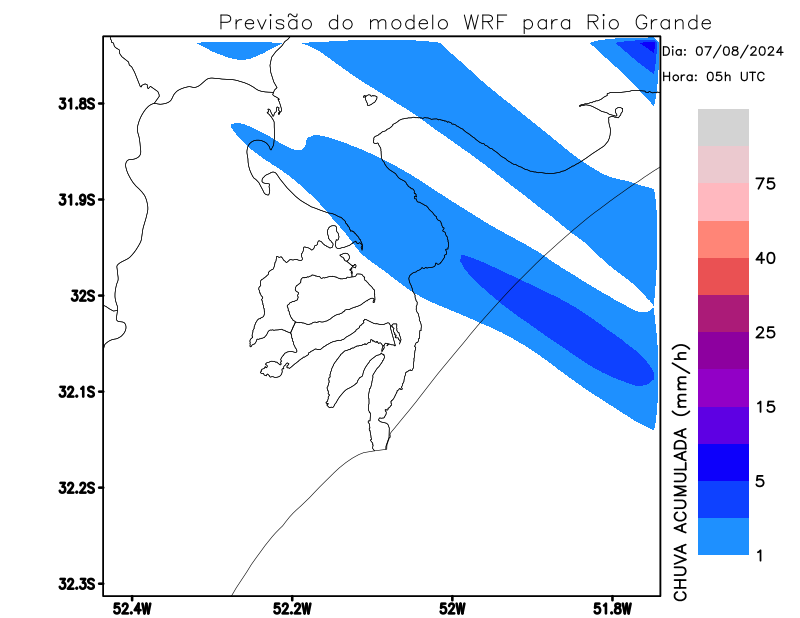 Previsão do modelo WRF para Rio Grande
Dia: 07/08/2024
Hora: 05h UTC
31.8S
31.9S
32S
32.1S
32.2S
32.3S
52.4W
52.2W
52W
51.8W
75
40
25
15
5
1
CHUVA ACUMULADA (mm/h)